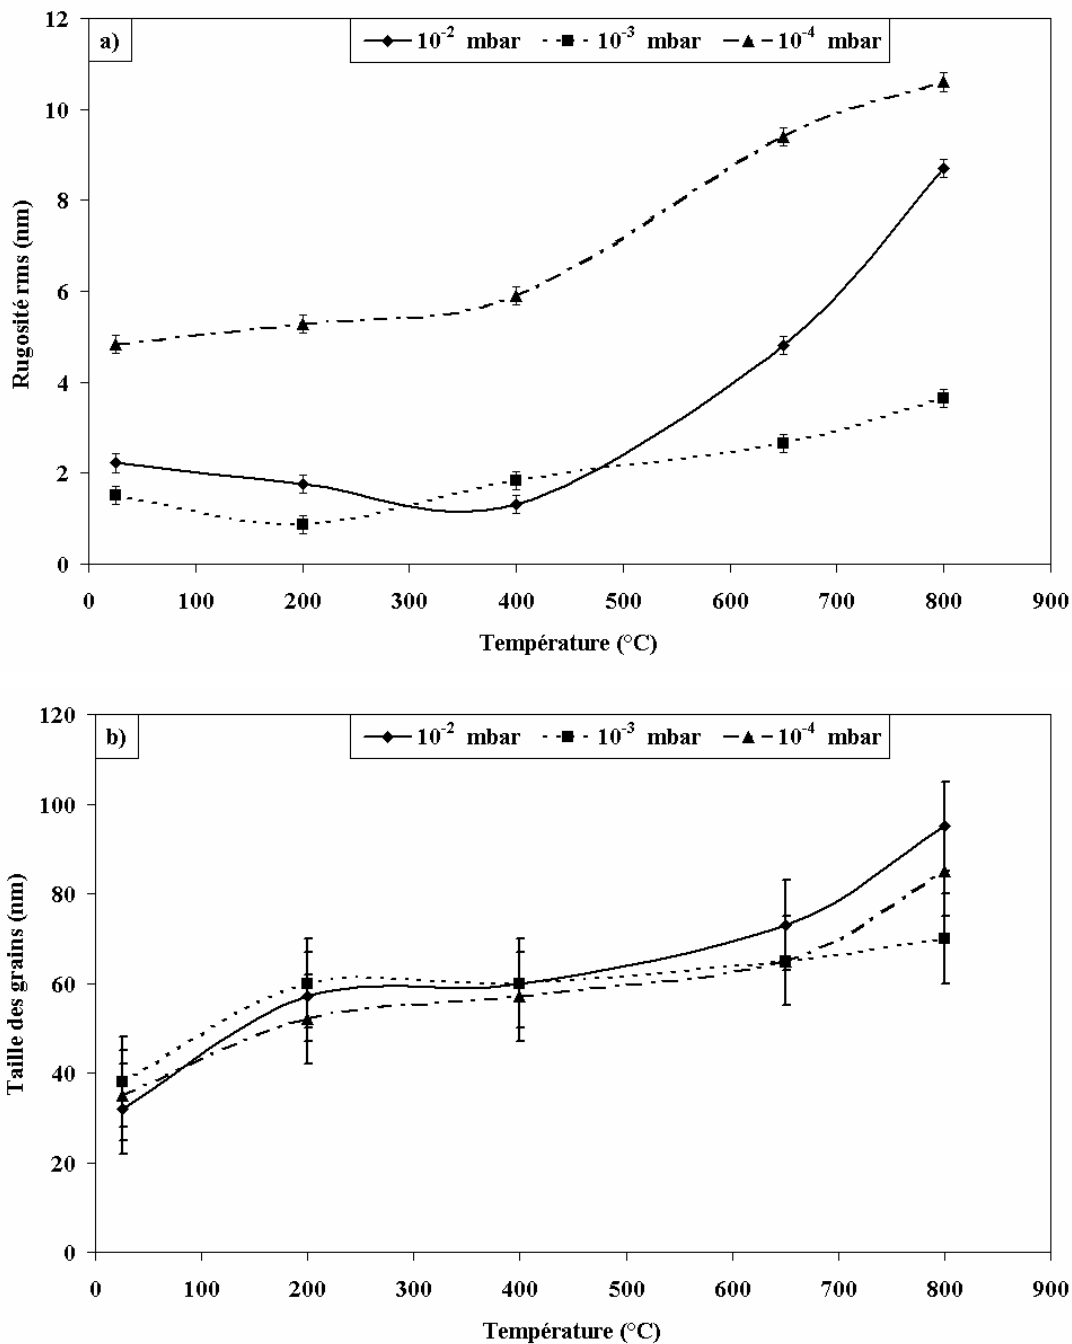 a)
10⁻² mbar 10⁻³ mbar 10⁻⁴ mbar
12
10
8
6
4
2
0
Rugosité rms (nm)
0 100 200 300 400 500 600 700 800 900
Température (°C)
b)
10⁻² mbar 10⁻³ mbar 10⁻⁴ mbar
120
100
80
60
40
20
0
Taille des grains (nm)
0 100 200 300 400 500 600 700 800 900
Température (°C)